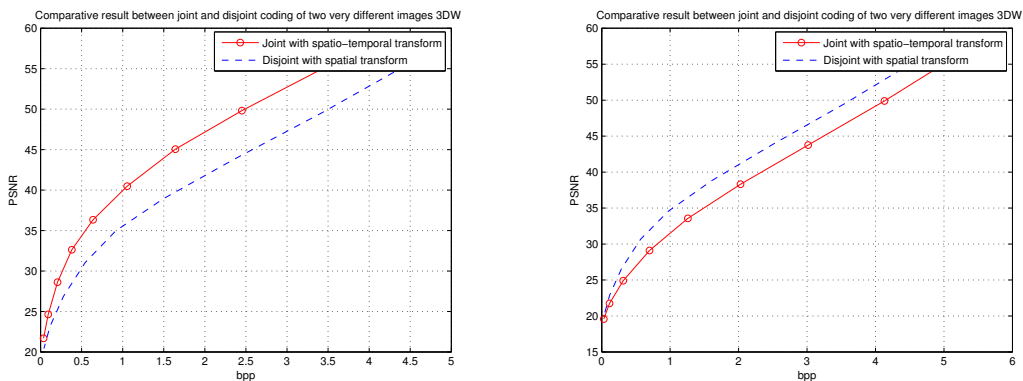 Comparative result between joint and disjoint coding of two very different images 3DW
60
55
50
45
40
35
30
25
20
PSNR
0 0.5 1 1.5 2 2.5 3 3.5 4 4.5 5
bpp
Joint with spatio−temporal transform
Disjoint with spatial transform
Comparative result between joint and disjoint coding of two very different images 3DW
60
55
50
45
40
35
30
25
20
15
PSNR
0 1 2 3 4 5 6
bpp
Joint with spatio−temporal transform
Disjoint with spatial transform